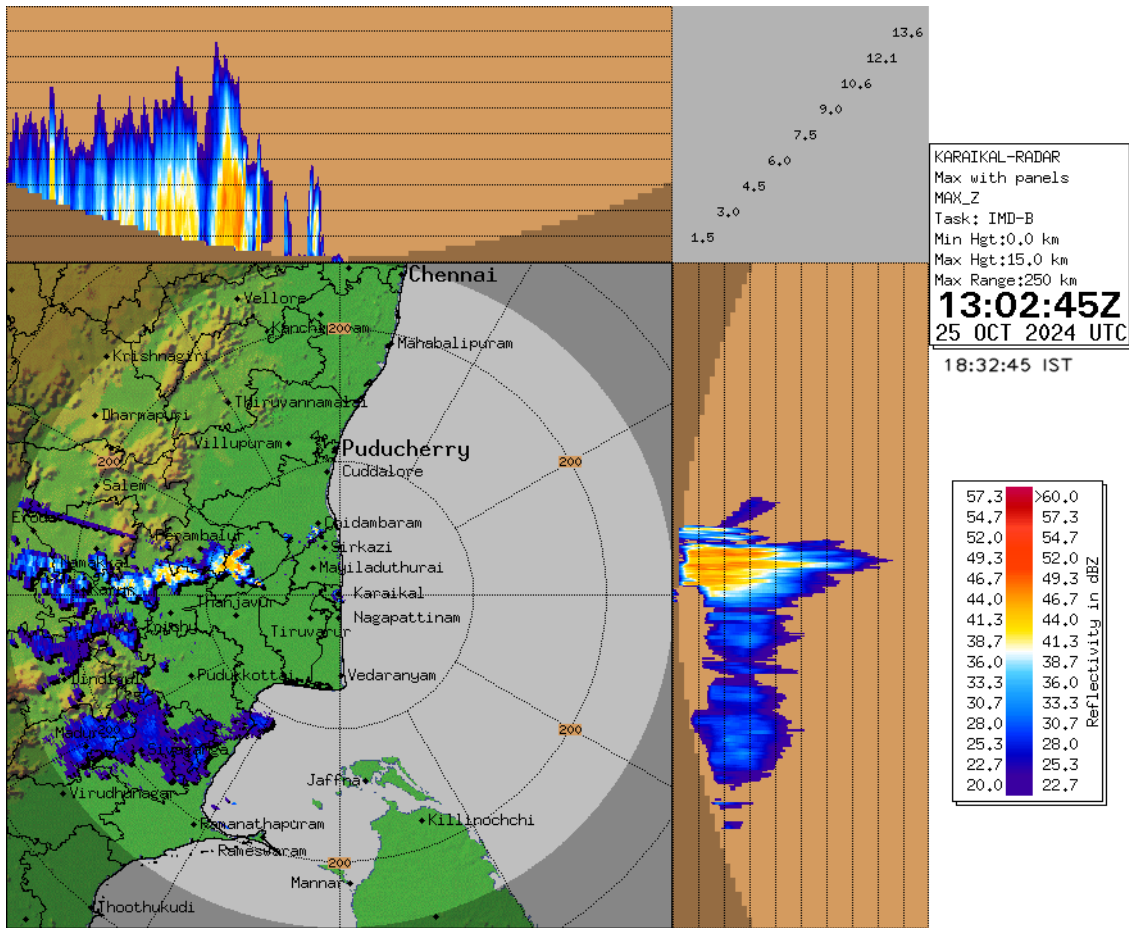 13.6
12.1
10.6
9.0
7.5
6.0
4.5
3.0
1.5
KARAIKAL-RADAR
Max with panels
MAX_Z
Task: IMD-B
Min Hgt:0.0 km
Max Hgt:15.0 km
Max Range:250 km
13:02:45Z
25 OCT 2024 UTC
18:32:45 IST
Chennai
Vellore
200
Mahabalipuram
Krishnagiri
Thiruvannamalai
Dharmapuri
Villupuram
Puducherry
200
200
Cuddalore
Salem
Erode
Chidambaram
Perambalur
Sirkazi
Namakkal
Mayiladuthurai
Karur
Karaikal
Thanjavur
Nagapattinam
Trichy
Tiruvarur
Dindigul
Pudukkottai
Vedaranyam
Madurai
200
Sivaganga
Jaffna
Virudhunagar
Killinochchi
Ramanathapuram
Rameswaram
200
Mannar
Thoothukudi
57.3 >60.0
54.7 57.3
52.0 54.7
49.3 52.0
46.7 49.3
44.0 46.7
41.3 44.0
38.7 41.3
36.0 38.7
33.3 36.0
30.7 33.3
28.0 30.7
25.3 28.0
22.7 25.3
20.0 22.7
Reflectivity in dBZ